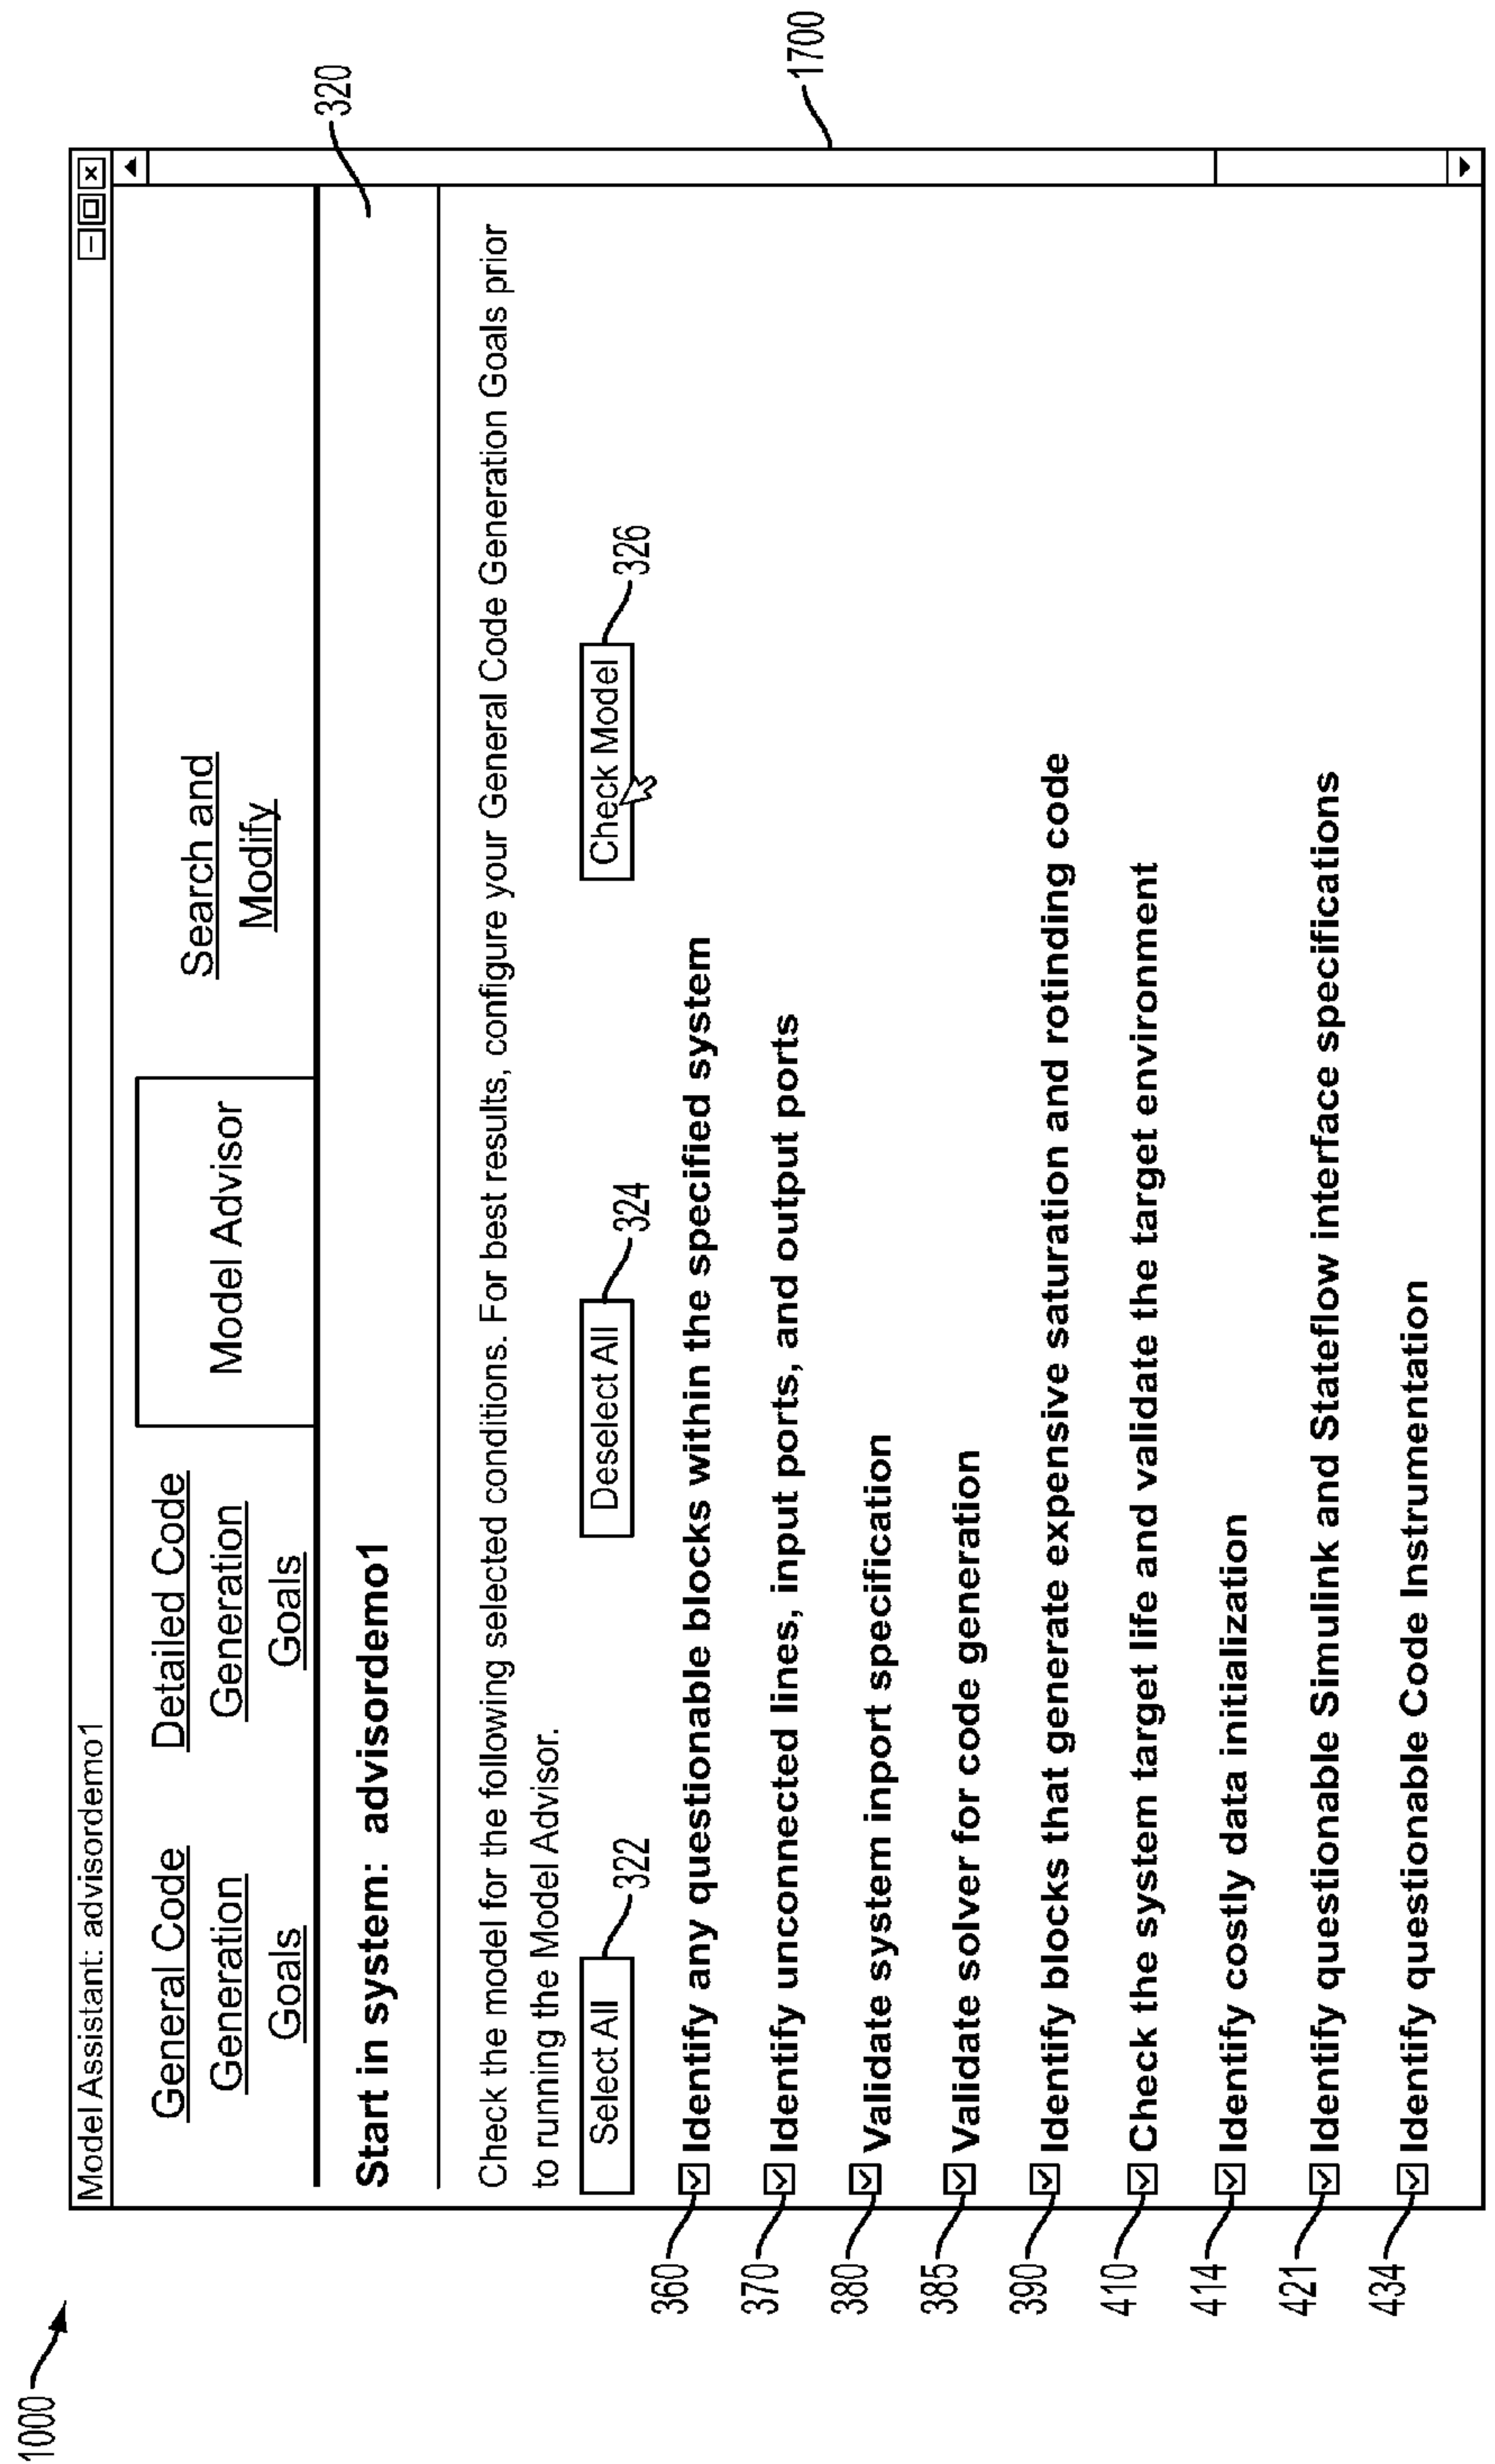 1000
Model Assistant: advisordemo1
General Code
Generation
Goals
Detailed Code
Generation
Goals
Model Advisor
Search and
Modify
Start in system: advisordemo1
320
Check the model for the following selected conditions. For best results, configure your General Code Generation Goals prior
to running the Model Advisor.
Select All
322
Deselect All
324
Check Model
326
1700
360 Identify any questionable blocks within the specified system
370 Identify unconnected lines, input ports, and output ports
380 Validate system inport specification
385 Validate solver for code generation
390 Identify blocks that generate expensive saturation and rotinding code
410 Check the system target life and validate the target environment
414 Identify costly data initialization
421 Identify questionable Simulink and Stateflow interface specifications
434 Identify questionable Code Instrumentation